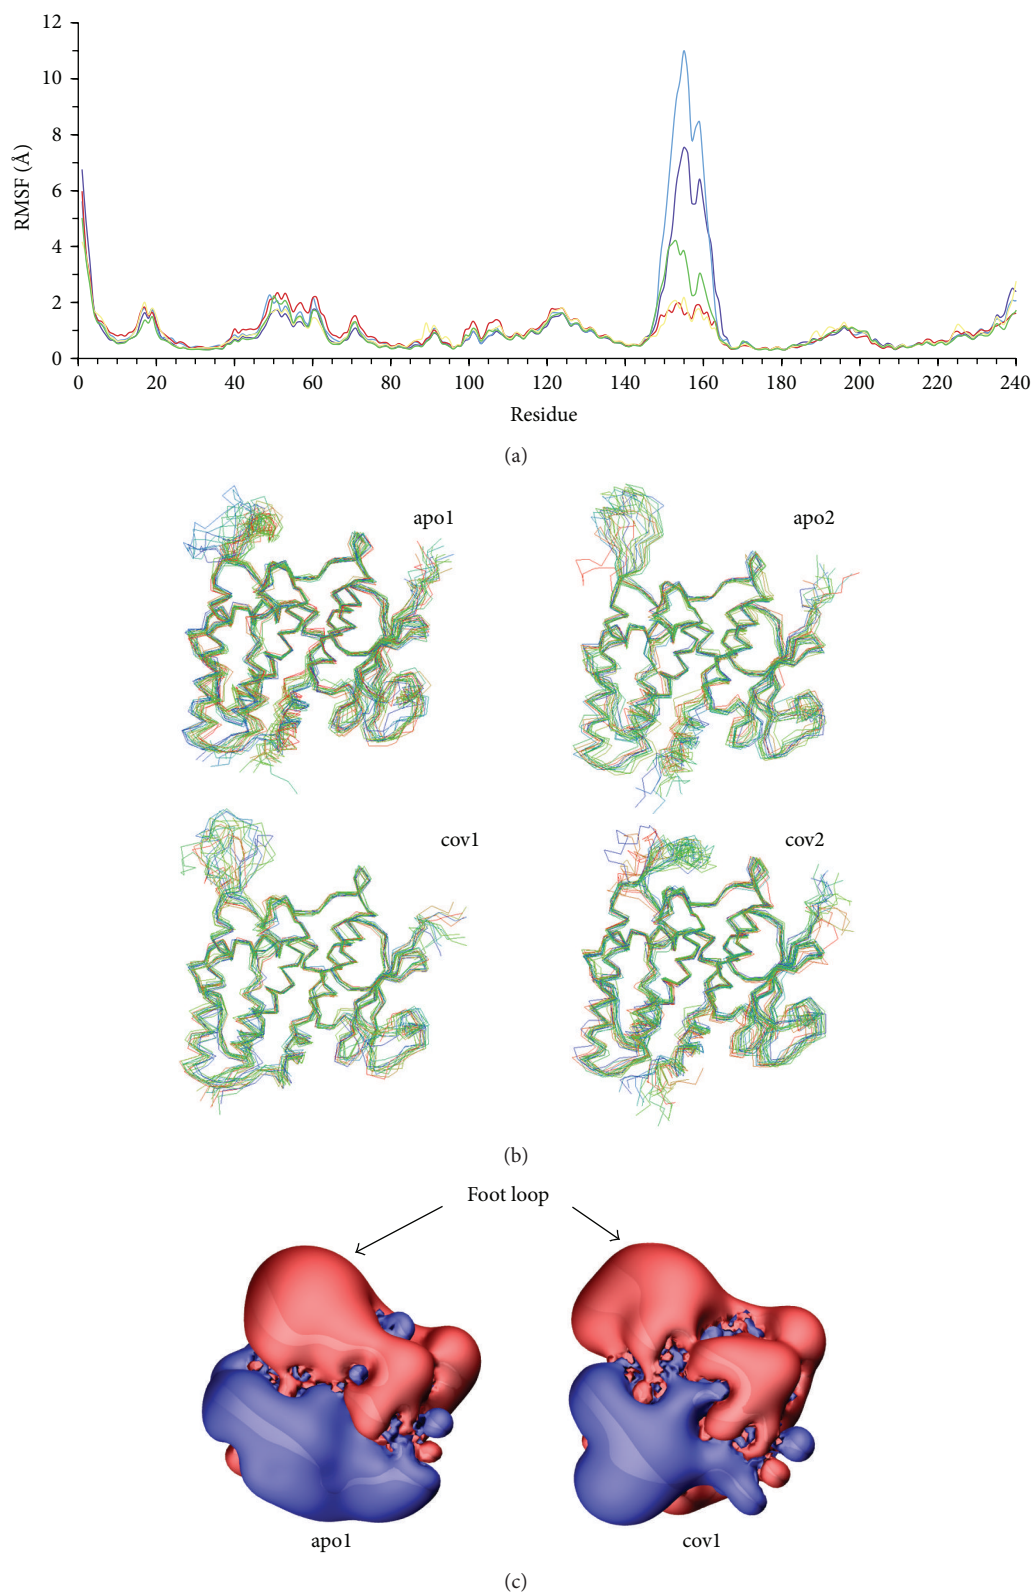 12
10
8
6
4
2
0
RMSF (Å)
0 20 40 60 80 100 120 140 160 180 200 220 240
Residue
(a)
apo1 apo2
cov1 cov2
(b)
Foot loop
apo1 cov1
(c)